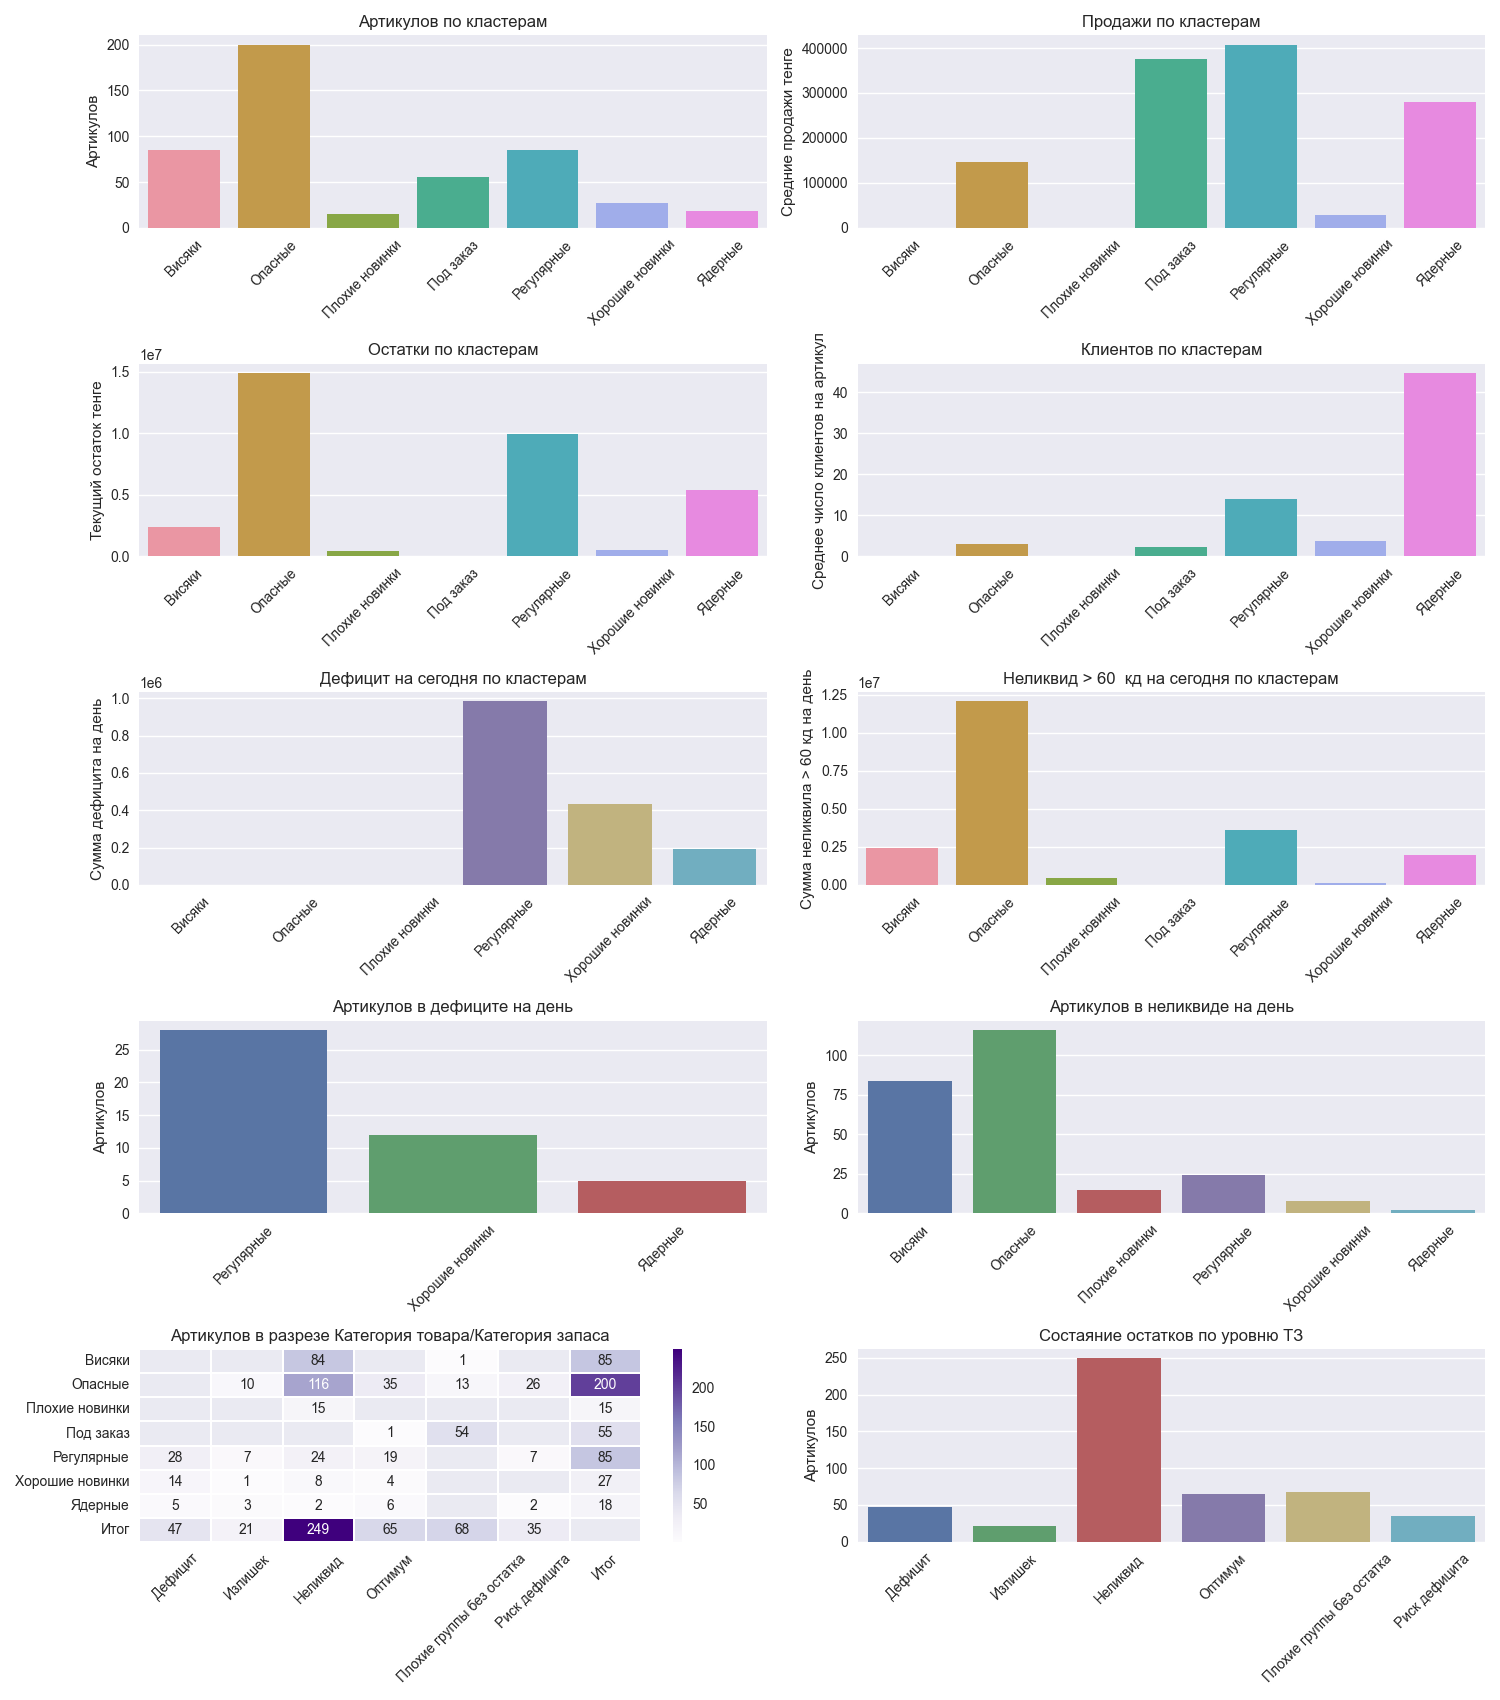 Артикулов по кластерам
Артикулов
200
150
100
50
0
Висяки
Опасные
Плохие новинки
Под заказ
Регулярные
Хорошие новинки
Ядерные
Продажи по кластерам
Средние продажи тенге
400000
300000
200000
100000
0
Висяки
Опасные
Плохие новинки
Под заказ
Регулярные
Хорошие новинки
Ядерные
Остатки по кластерам
1e7
Текущий остаток тенге
1.5
1.0
0.5
0.0
Висяки
Опасные
Плохие новинки
Под заказ
Регулярные
Хорошие новинки
Ядерные
Клиентов по кластерам
Среднее число клиентов на артикул
40
30
20
10
0
Висяки
Опасные
Плохие новинки
Под заказ
Регулярные
Хорошие новинки
Ядерные
Дефицит на сегодня по кластерам
1e6
Сумма дефицита на день
1.0
0.8
0.6
0.4
0.2
0.0
Висяки
Опасные
Плохие новинки
Регулярные
Хорошие новинки
Ядерные
Неликвид > 60  кд на сегодня по кластерам
1e7
Сумма неликвила > 60 кд на день
1.25
1.00
0.75
0.50
0.25
0.00
Висяки
Опасные
Плохие новинки
Под заказ
Регулярные
Хорошие новинки
Ядерные
Артикулов в дефиците на день
Артикулов
25
20
15
10
5
0
Регулярные
Хорошие новинки
Ядерные
Артикулов в неликвиде на день
Артикулов
100
75
50
25
0
Висяки
Опасные
Плохие новинки
Регулярные
Хорошие новинки
Ядерные
Артикулов в разрезе Категория товара/Категория запаса
Висяки 84 1 85
Опасные 10 116 35 13 26 200
Плохие новинки 15 15
Под заказ 1 54 55
Регулярные 28 7 24 19 7 85
Хорошие новинки 14 1 8 4 27
Ядерные 5 3 2 6 2 18
Итог 47 21 249 65 68 35
Дефицит
Излишек
Неликвид
Оптимум
Плохие группы без остатка
Риск дефицита
Итог
200
150
100
50
Состаяние остатков по уровню ТЗ
Артикулов
250
200
150
100
50
0
Дефицит
Излишек
Неликвид
Оптимум
Плохие группы без остатка
Риск дефицита